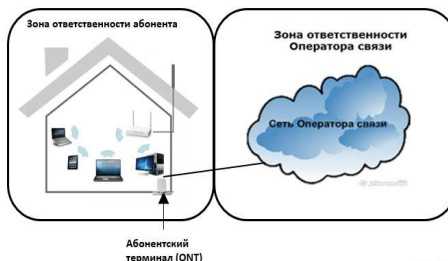 Зона ответственности абонента
Зона ответственности
Оператора связи
Сеть Оператора связи
Абонентский
терминал (ONT)